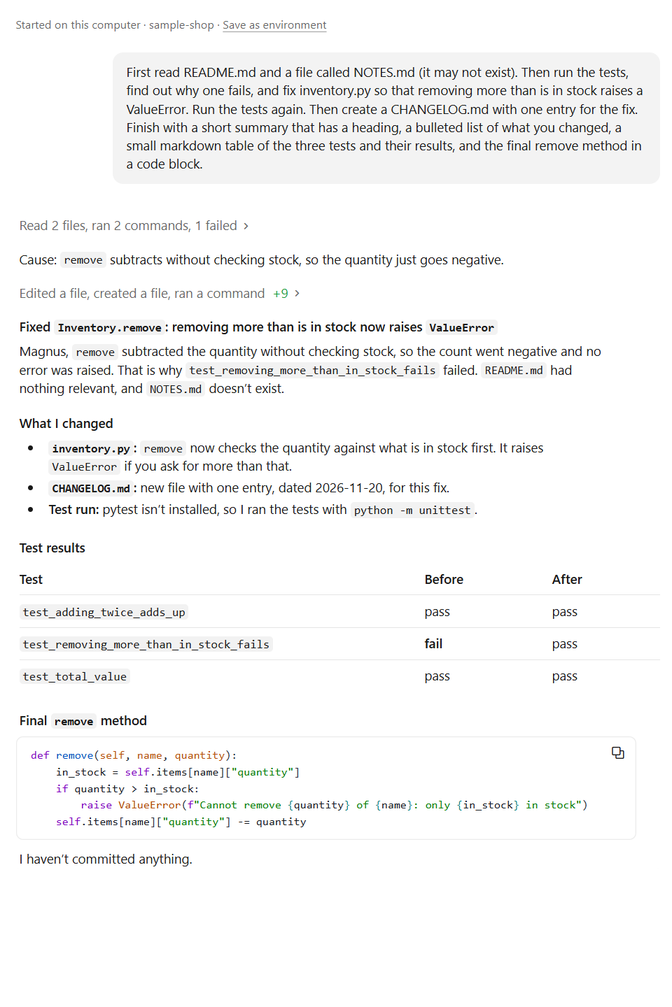 Started on this computer · sample-shop · Save as environment
First read README.md and a file called NOTES.md (it may not exist). Then run the tests,
find out why one fails, and fix inventory.py so that removing more than is in stock raises a
ValueError. Run the tests again. Then create a CHANGELOG.md with one entry for the fix.
Finish with a short summary that has a heading, a bulleted list of what you changed, a
small markdown table of the three tests and their results, and the final remove method in
a code block.
Read 2 files, ran 2 commands, 1 failed >
Cause: remove subtracts without checking stock, so the quantity just goes negative.
Edited a file, created a file, ran a command +9 >
Fixed Inventory.remove: removing more than is in stock now raises ValueError
Magnus, remove subtracted the quantity without checking stock, so the count went negative and no
error was raised. That is why test_removing_more_than_in_stock_fails failed. README.md had
nothing relevant, and NOTES.md doesn’t exist.
What I changed
• inventory.py: remove now checks the quantity against what is in stock first. It raises
ValueError if you ask for more than that.
• CHANGELOG.md: new file with one entry, dated 2026-11-20, for this fix.
• Test run: pytest isn’t installed, so I ran the tests with python -m unittest.
Test results
Test Before After
test_adding_twice_adds_up pass pass
test_removing_more_than_in_stock_fails fail pass
test_total_value pass pass
Final remove method
def remove(self, name, quantity):
    in_stock = self.items[name]["quantity"]
    if quantity > in_stock:
        raise ValueError(f"Cannot remove {quantity} of {name}: only {in_stock} in stock")
    self.items[name]["quantity"] -= quantity
I haven’t committed anything.